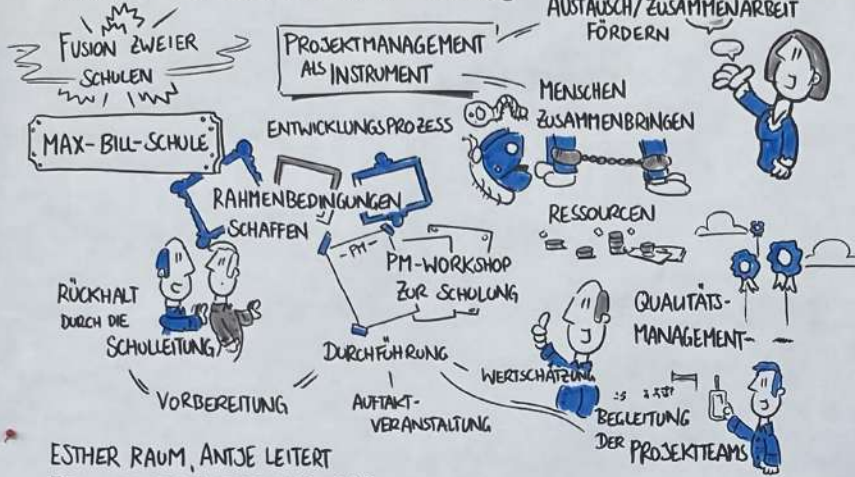 FUSION ZWEIER
SCHULEN
MAX-BILL-SCHULE
PROJEKTMANAGEMENT
ALS INSTRUMENT
AUSTAUSCH/ZUSAMMENARBEIT
FÖRDERN
MENSCHEN
ZUSAMMENBRINGEN
ENTWICKLUNGSPROZESS
RAHMENBEDINGUNGEN
SCHAFFEN
RESSOURCEN
-PM-
PM-WORKSHOP
ZUR SCHULUNG
RÜCKHALT
DURCH DIE
SCHULLEITUNG
QUALITÄTS-
MANAGEMENT-
DURCHFÜHRUNG
WERTSCHÄTZUNG
VORBEREITUNG
AUFTAKT-
VERANSTALTUNG
BEGLEITUNG
DER PROJEKTTEAMS
ESTHER RAUM, ANTJE LEITERT